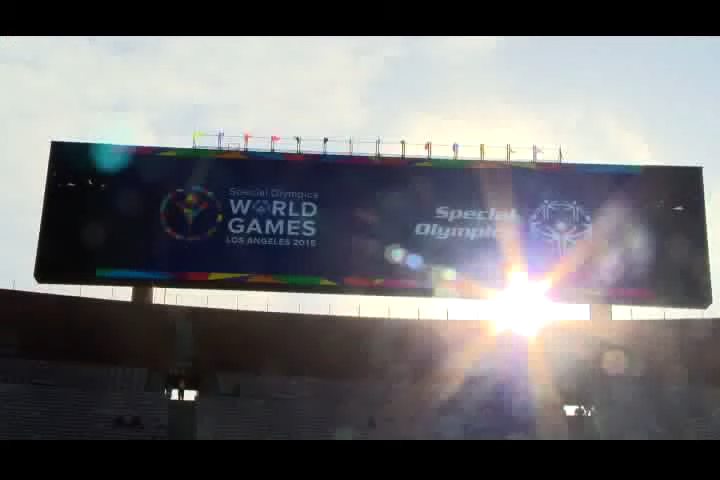 Special Olympics
WORLD
GAMES
LOS ANGELES 2015
Special
Olympics